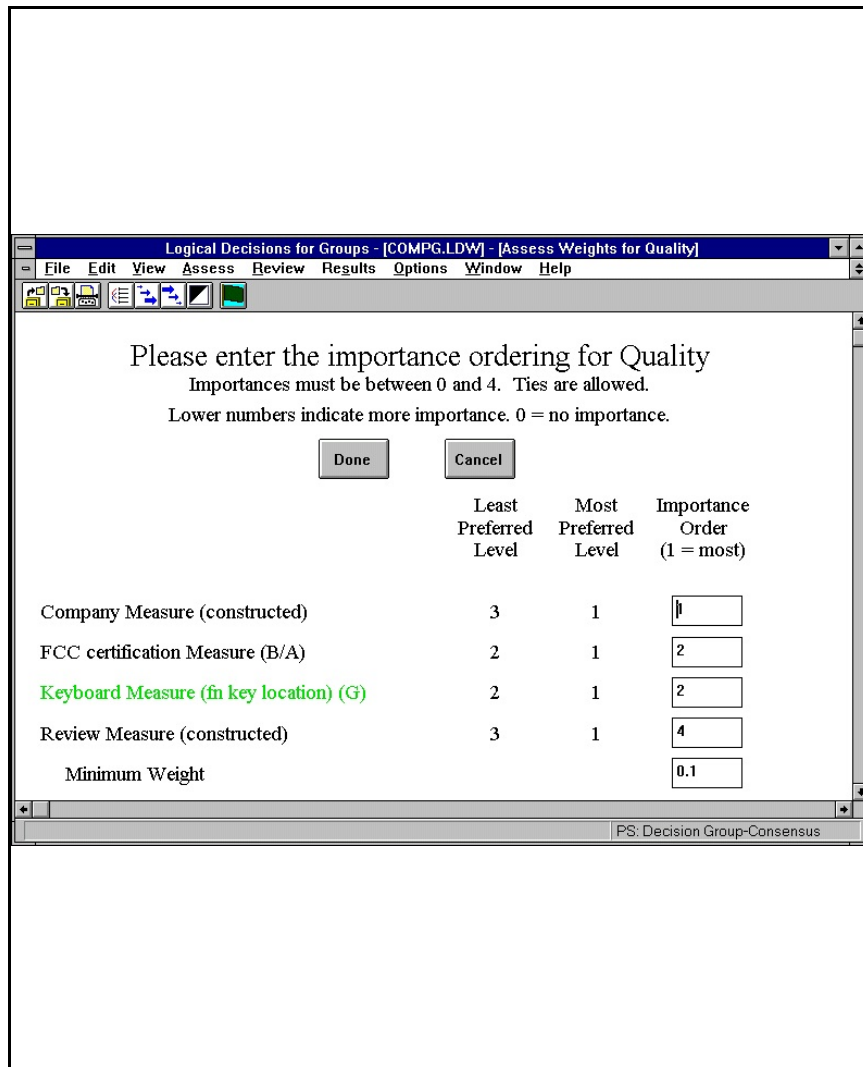 Logical Decisions for Groups - [COMPG.LDW] - [Assess Weights for Quality]
File Edit View Assess Review Results Options Window Help
Please enter the importance ordering for Quality
Importances must be between 0 and 4. Ties are allowed.
Lower numbers indicate more importance. 0 = no importance.
Done Cancel
Least Most Importance
Preferred Preferred Order
Level Level (1 = most)
Company Measure (constructed) 3 1 1
FCC certification Measure (B/A) 2 1 2
Keyboard Measure (fn key location) (G) 2 1 2
Review Measure (constructed) 3 1 4
Minimum Weight 0.1
PS: Decision Group-Consensus